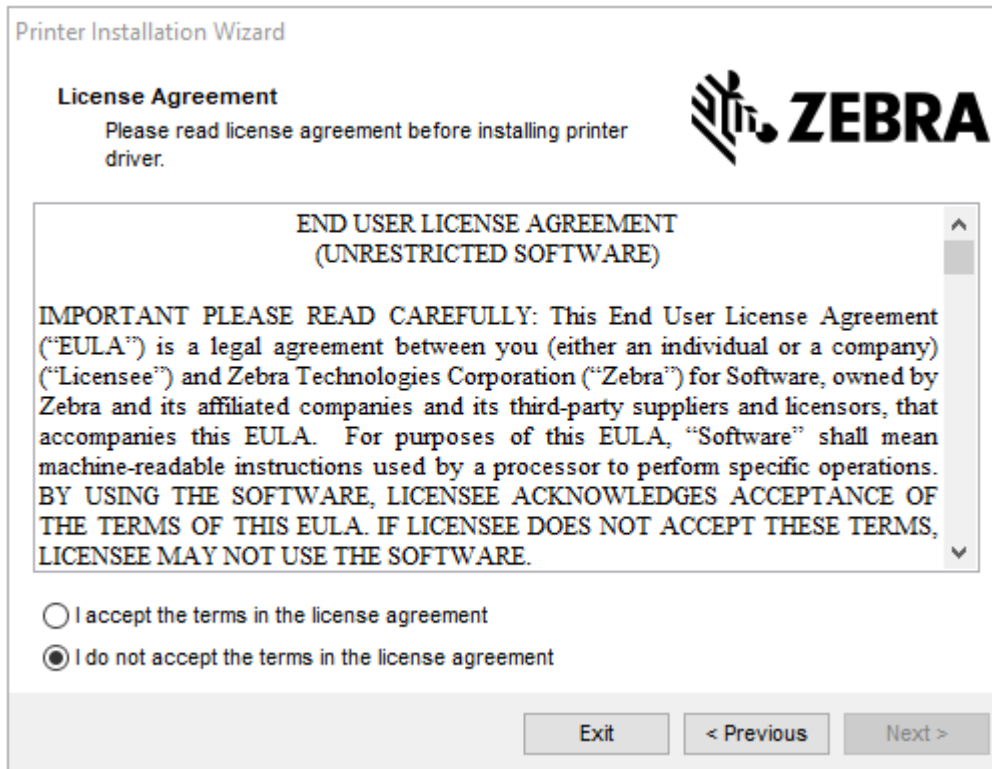 Printer Installation Wizard
License Agreement
Please read license agreement before installing printer
driver.
ZEBRA
END USER LICENSE AGREEMENT
(UNRESTRICTED SOFTWARE)
IMPORTANT PLEASE READ CAREFULLY: This End User License Agreement
(“EULA”) is a legal agreement between you (either an individual or a company)
(“Licensee”) and Zebra Technologies Corporation (“Zebra”) for Software, owned by
Zebra and its affiliated companies and its third-party suppliers and licensors, that
accompanies this EULA. For purposes of this EULA, “Software” shall mean
machine-readable instructions used by a processor to perform specific operations.
BY USING THE SOFTWARE, LICENSEE ACKNOWLEDGES ACCEPTANCE OF
THE TERMS OF THIS EULA. IF LICENSEE DOES NOT ACCEPT THESE TERMS,
LICENSEE MAY NOT USE THE SOFTWARE.
I accept the terms in the license agreement
I do not accept the terms in the license agreement
Exit < Previous Next >